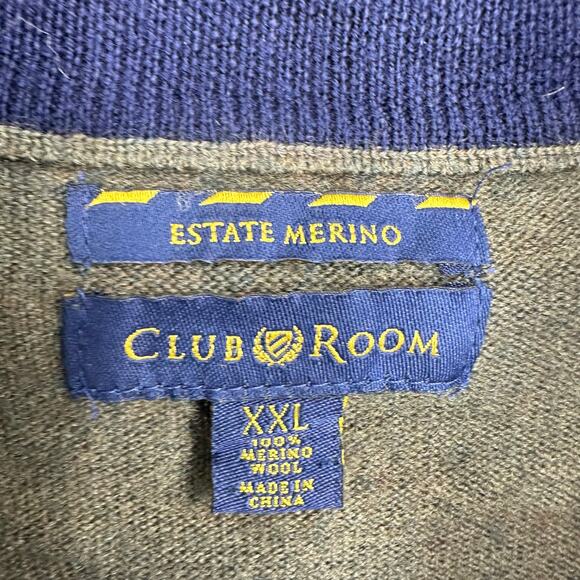 ESTATE MERINO
CLUB ROOM
XXL
100%
MERINO
WOOL
MADE IN
CHINA